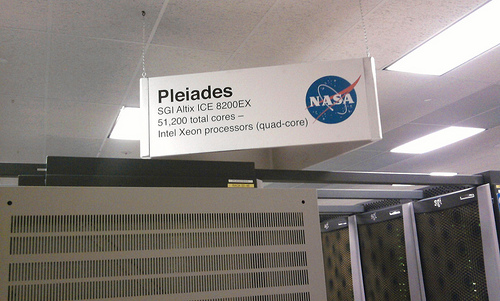 Pleiades
SGI Altix ICE 8200EX
51,200 total cores –
Intel Xeon processors (quad-core)
NASA